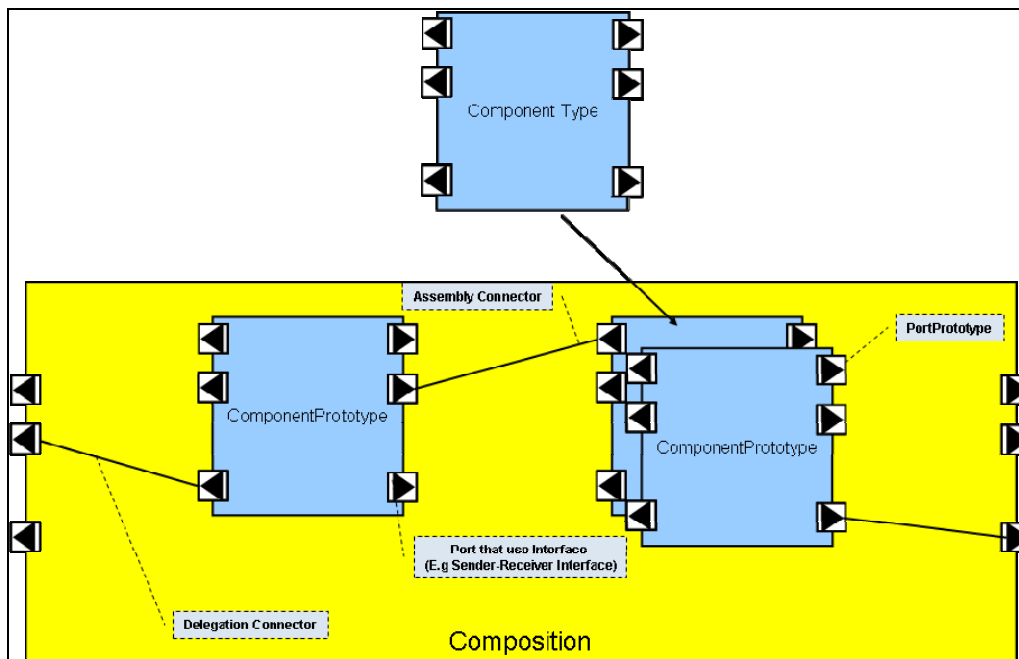 Component Type
Assembly Connector
PortPrototype
ComponentPrototype
ComponentPrototype
Port that use Interface
(E.g Sender-Receiver Interface)
Delegation Connector
Composition